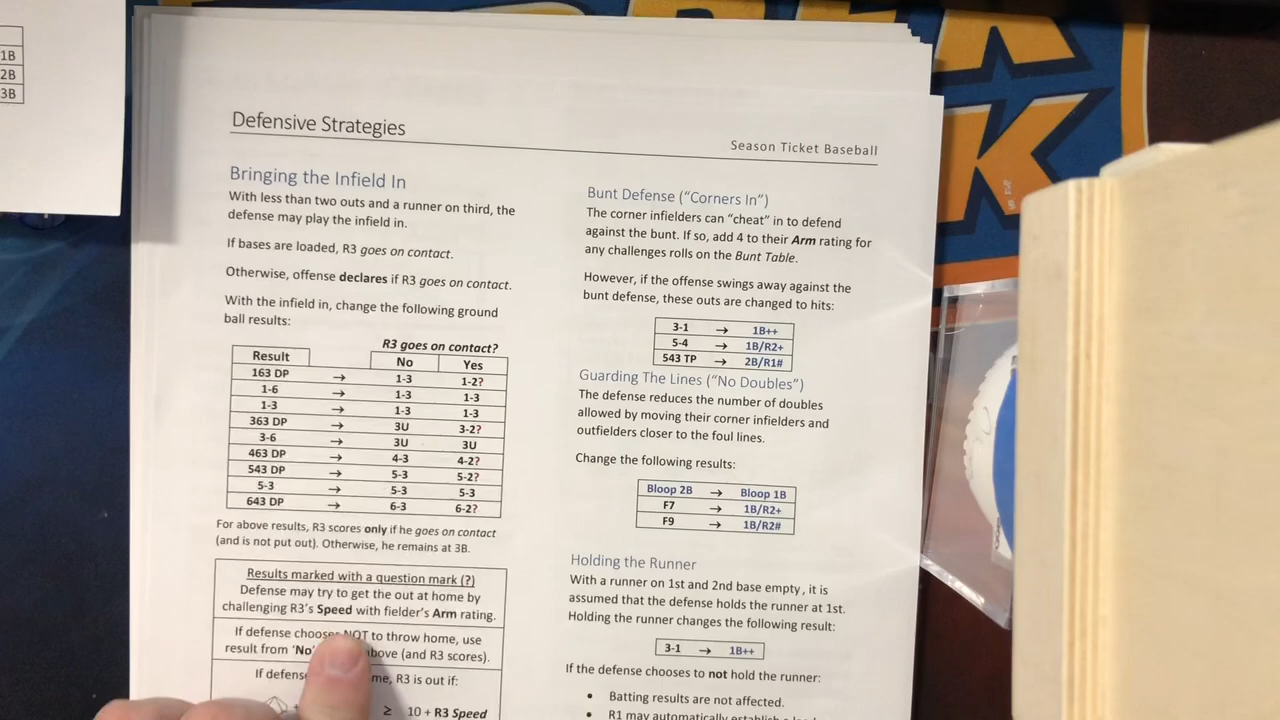 1B
2B
3B
Defensive Strategies
Season Ticket Baseball
Bringing the Infield In
With less than two outs and a runner on third, the
defense may play the infield in.
If bases are loaded, R3 goes on contact.
Otherwise, offense declares if R3 goes on contact.
With the infield in, change the following ground
ball results:
R3 goes on contact?
Result No Yes
163 DP → 1-3 1-2?
1-6 → 1-3 1-3
1-3 → 1-3 1-3
363 DP → 3U 3-2?
3-6 → 3U 3U
463 DP → 4-3 4-2?
543 DP → 5-3 5-2?
5-3 → 5-3 5-3
643 DP → 6-3 6-2?
For above results, R3 scores only if he goes on contact
(and is not put out). Otherwise, he remains at 3B.
Results marked with a question mark (?)
Defense may try to get the out at home by
challenging R3's Speed with fielder's Arm rating.
If defense chooses NOT to throw home, use
result from 'No' above (and R3 scores).
If defens me, R3 is out if:
+ ≥ 10 + R3 Speed
Bunt Defense ("Corners In")
The corner infielders can "cheat" in to defend
against the bunt. If so, add 4 to their Arm rating for
any challenges rolls on the Bunt Table.
However, if the offense swings away against the
bunt defense, these outs are changed to hits:
3-1 → 1B++
5-4 → 1B/R2+
543 TP → 2B/R1#
Guarding The Lines ("No Doubles")
The defense reduces the number of doubles
allowed by moving their corner infielders and
outfielders closer to the foul lines.
Change the following results:
Bloop 2B → Bloop 1B
F7 → 1B/R2+
F9 → 1B/R2#
Holding the Runner
With a runner on 1st and 2nd base empty, it is
assumed that the defense holds the runner at 1st.
Holding the runner changes the following result:
3-1 → 1B++
If the defense chooses to not hold the runner:
• Batting results are not affected.
• R1 may automatically establish a lead
K